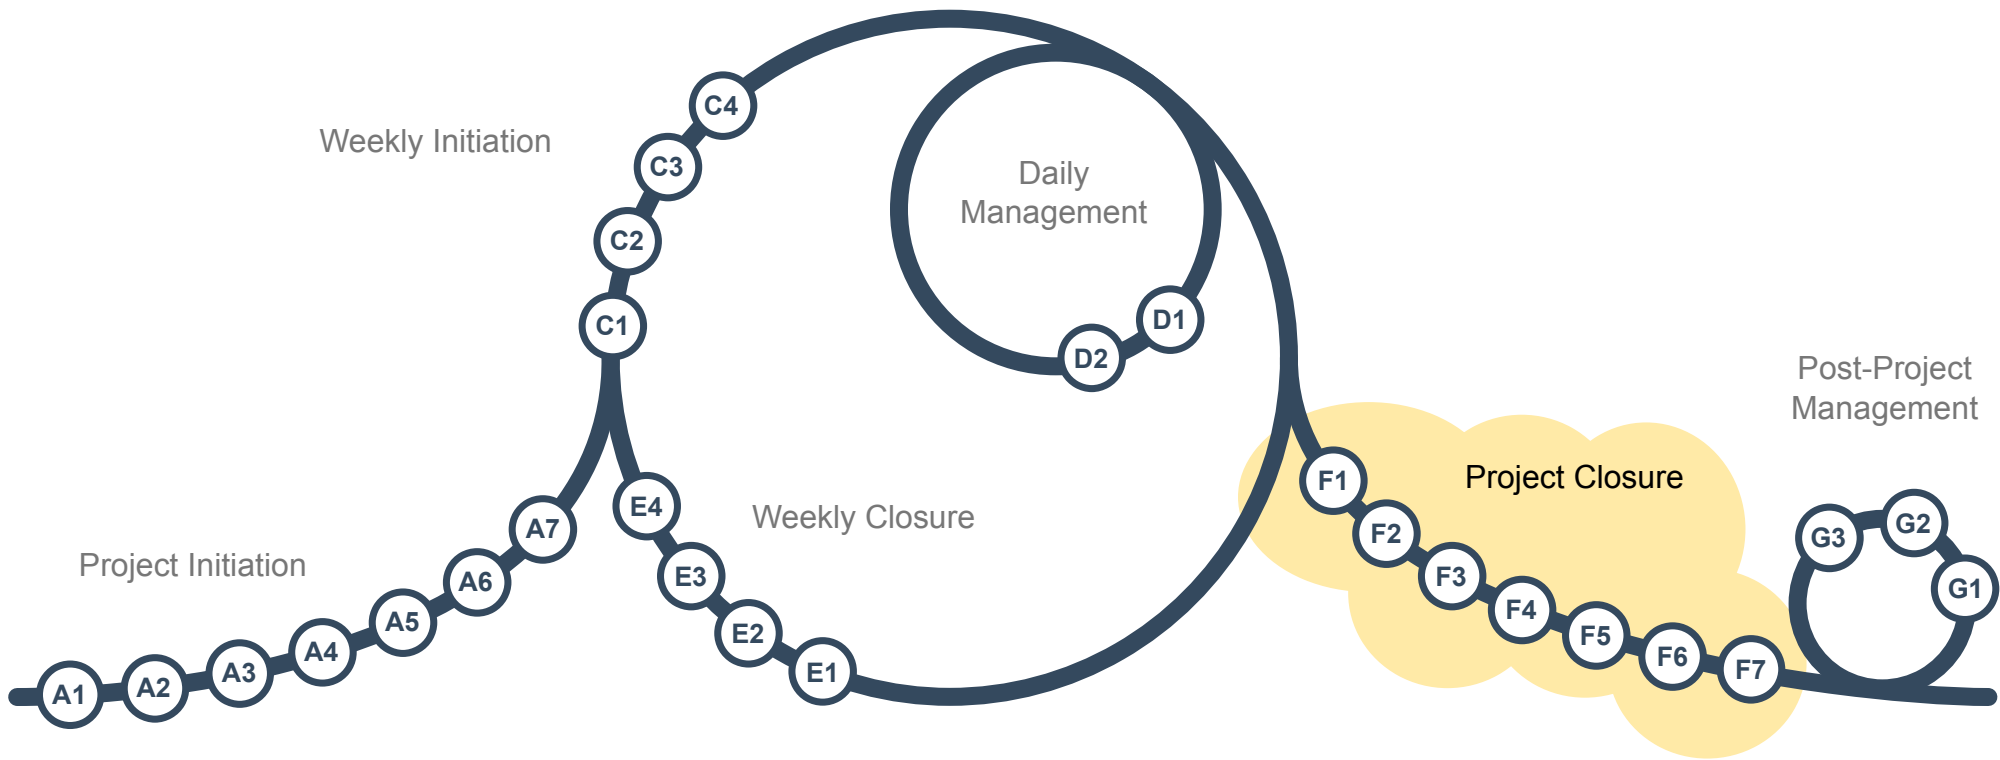 Weekly Initiation
C4
C3
C2
C1
Daily
Management
D1
D2
Project Initiation
A1
A2
A3
A4
A5
A6
A7
Weekly Closure
E4
E3
E2
E1
Project Closure
F1
F2
F3
F4
F5
F6
F7
Post-Project
Management
G3
G2
G1